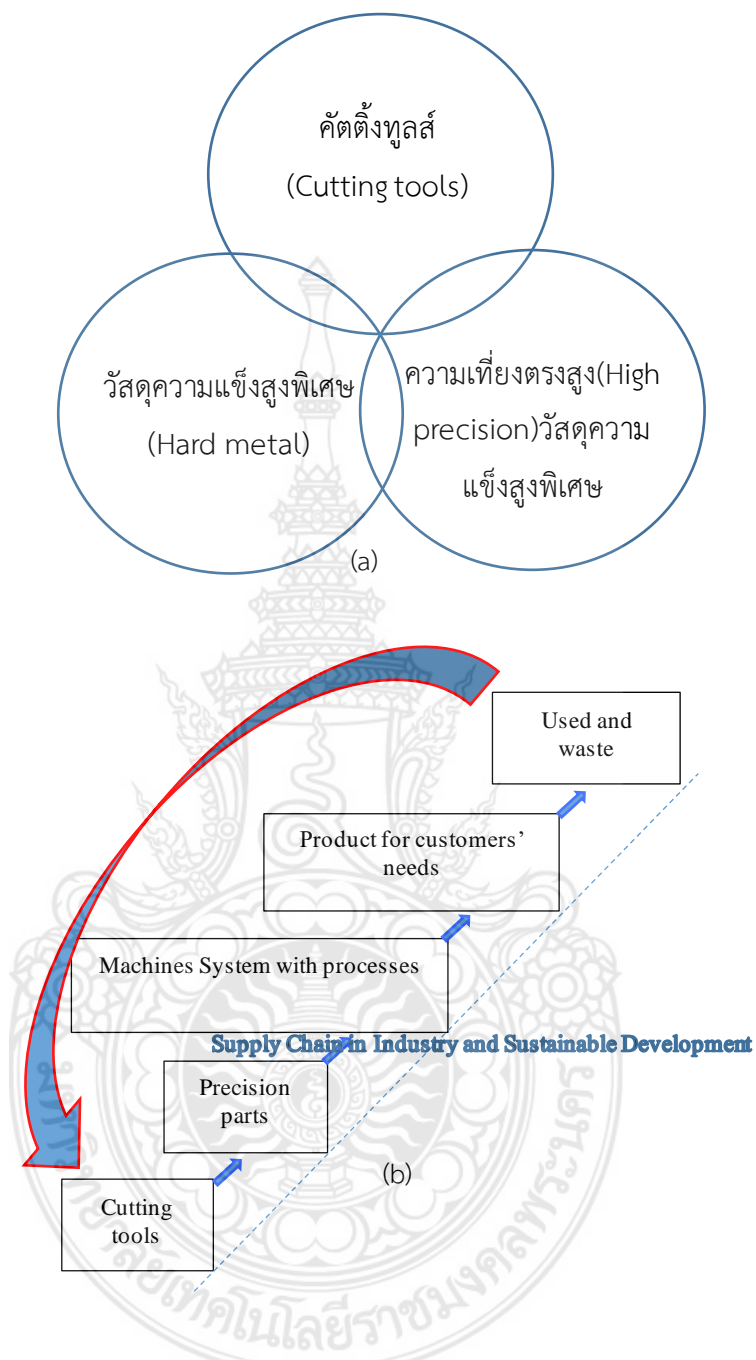 คัตติ้งทูลส์
(Cutting tools)
วัสดุความแข็งสูงพิเศษ
(Hard metal)
ความเที่ยงตรงสูง(High
precision)วัสดุความ
แข็งสูงพิเศษ
(a)
Used and
waste
Product for customers’
needs
Machines System with processes
Supply Chain in Industry and Sustainable Development
Precision
parts
(b)
Cutting
tools